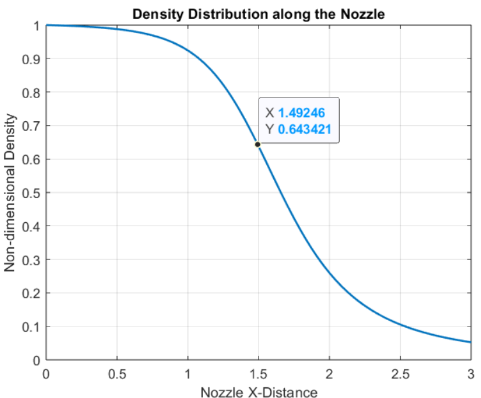 Density Distribution along the Nozzle
1
0.9
0.8
0.7
0.6
0.5
0.4
0.3
0.2
0.1
0
Non-dimensional Density
X 1.49246
Y 0.643421
0 0.5 1 1.5 2 2.5 3
Nozzle X-Distance